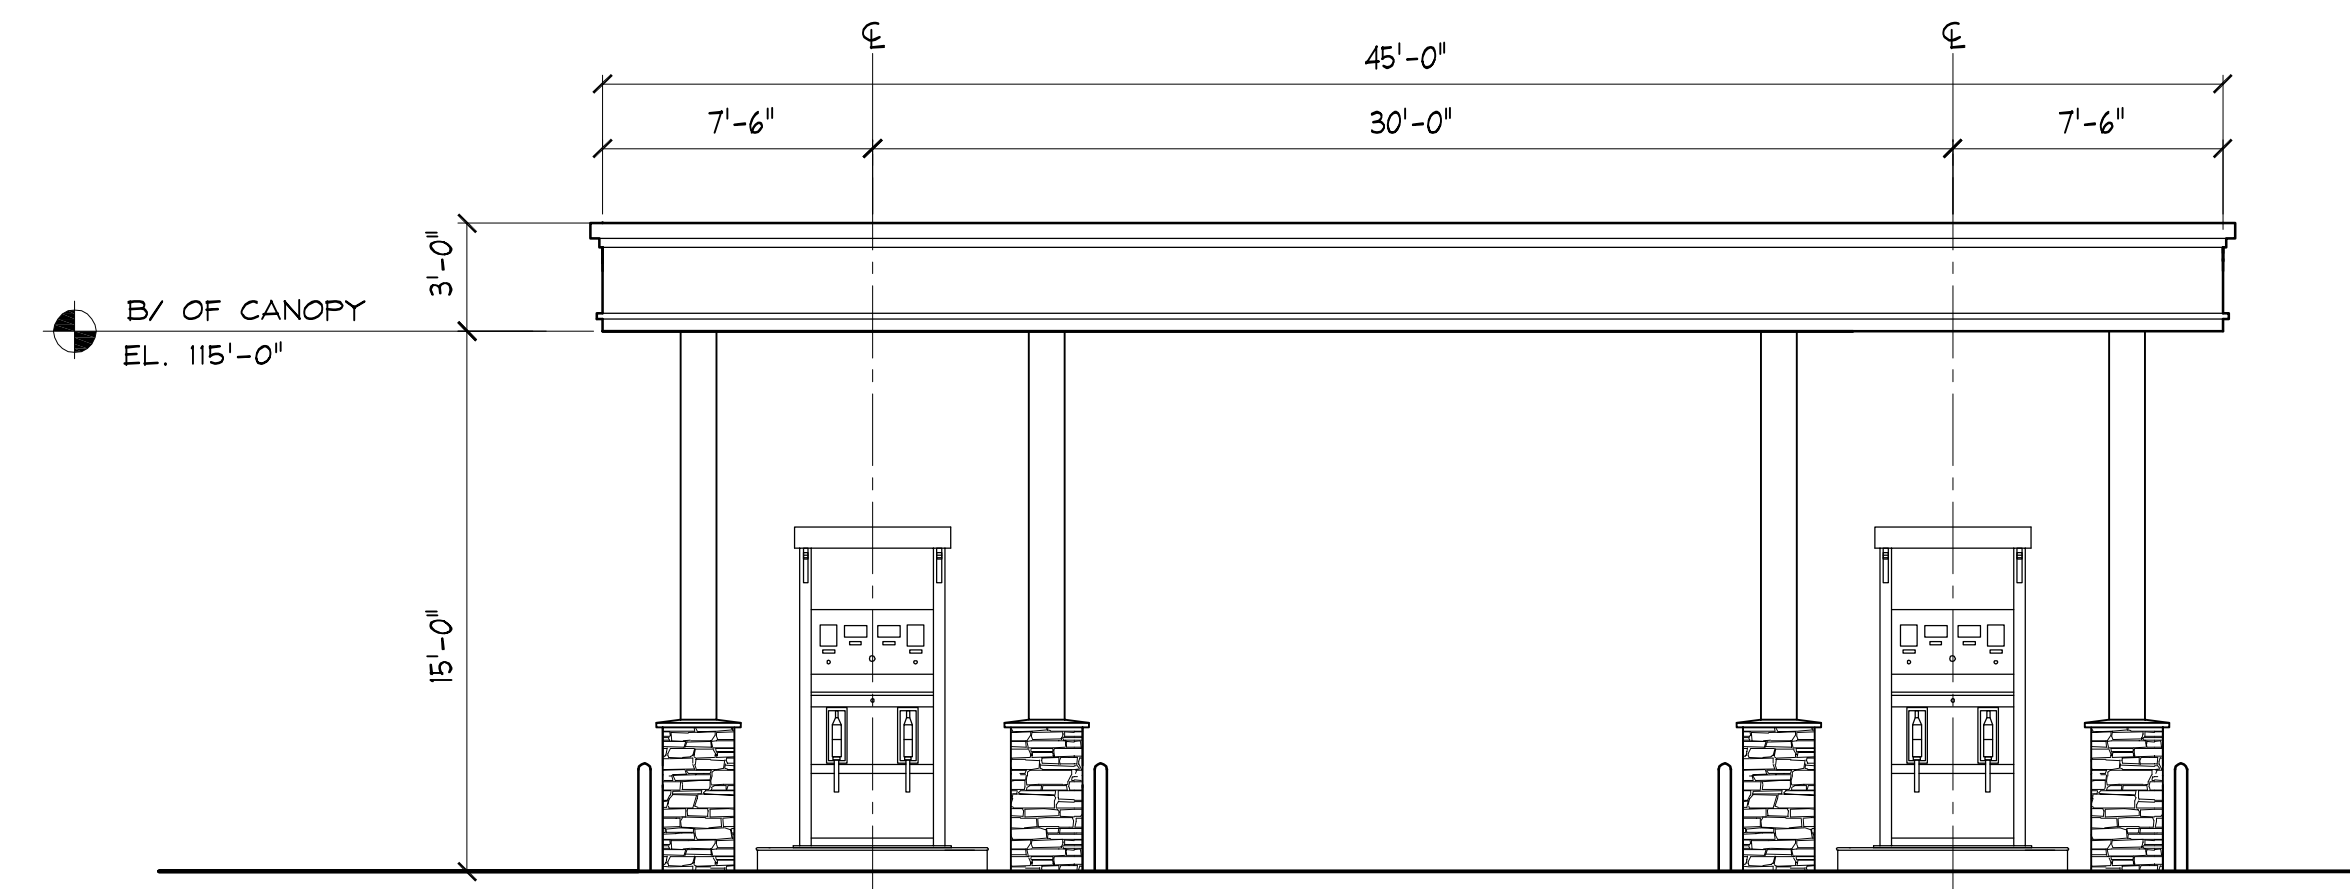 ℄ ℄
45'-0"
7'-6" 30'-0" 7'-6"
3'-0"
B/ OF CANOPY
EL. 115'-0"
15'-0"